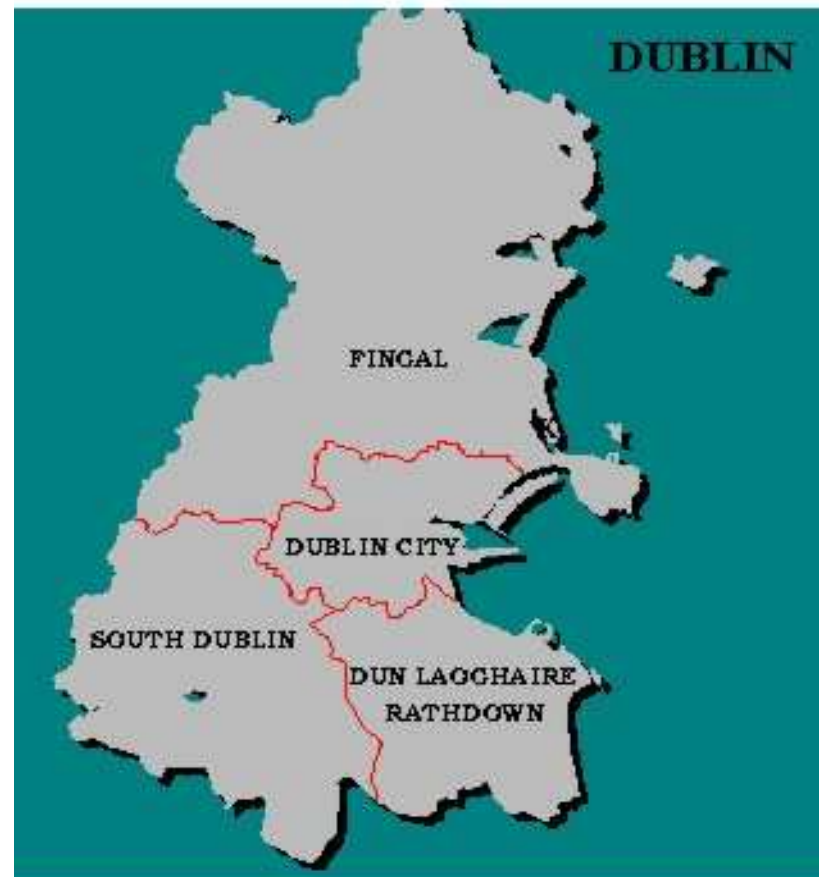 DUBLIN
FINGAL
DUBLIN CITY
SOUTH DUBLIN
DUN LAOGHAIRE
RATHDOWN